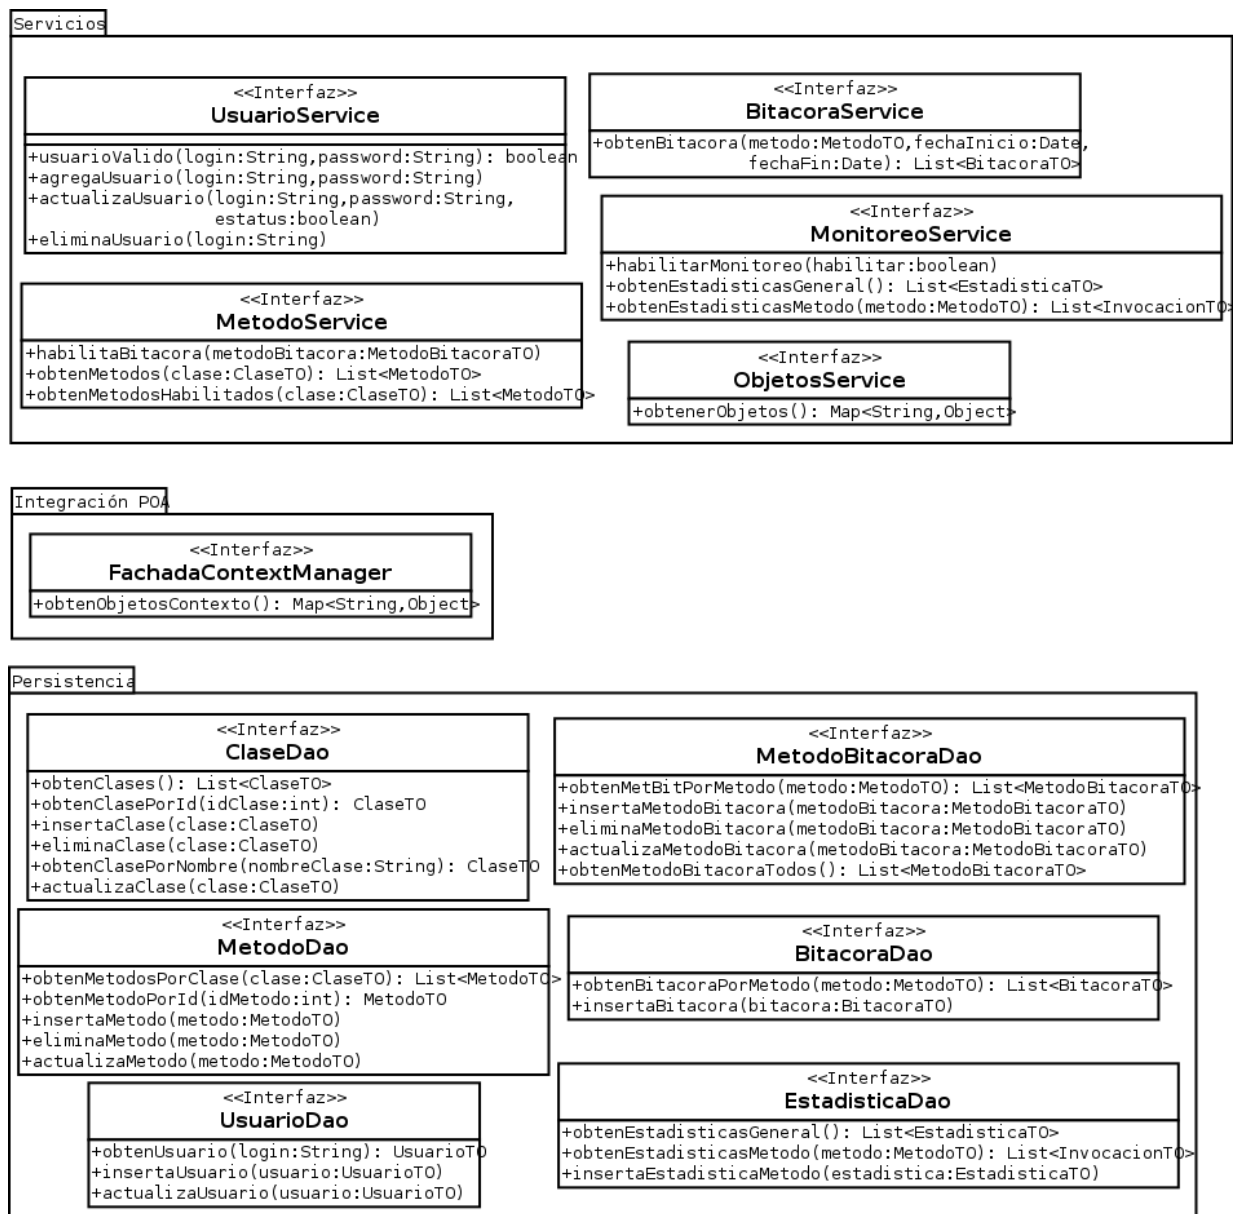 Servicios
<<Interfaz>>
UsuarioService
+usuarioValido(login:String,password:String): boolean
+agregaUsuario(login:String,password:String)
+actualizaUsuario(login:String,password:String,
estatus:boolean)
+eliminaUsuario(login:String)
<<Interfaz>>
BitacoraService
+obtenBitacora(metodo:MetodoTO,fechaInicio:Date,
fechaFin:Date): List<BitacoraTO>
<<Interfaz>>
MonitoreoService
+habilitarMonitoreo(habilitar:boolean)
+obtenEstadisticasGeneral(): List<EstadisticaTO>
+obtenEstadisticasMetodo(metodo:MetodoTO): List<InvocacionTO>
<<Interfaz>>
MetodoService
+habilitaBitacora(metodoBitacora:MetodoBitacoraTO)
+obtenMetodos(clase:ClaseTO): List<MetodoTO>
+obtenMetodosHabilitados(clase:ClaseTO): List<MetodoTO>
<<Interfaz>>
ObjetosService
+obtenerObjetos(): Map<String,Object>
Integración POA
<<Interfaz>>
FachadaContextManager
+obtenObjetosContexto(): Map<String,Object>
Persistencia
<<Interfaz>>
ClaseDao
+obtenClases(): List<ClaseTO>
+obtenClasePorId(idClase:int): ClaseTO
+insertaClase(clase:ClaseTO)
+eliminaClase(clase:ClaseTO)
+obtenClasePorNombre(nombreClase:String): ClaseTO
+actualizaClase(clase:ClaseTO)
<<Interfaz>>
MetodoBitacoraDao
+obtenMetBitPorMetodo(metodo:MetodoTO): List<MetodoBitacoraTO>
+insertaMetodoBitacora(metodoBitacora:MetodoBitacoraTO)
+eliminaMetodoBitacora(metodoBitacora:MetodoBitacoraTO)
+actualizaMetodoBitacora(metodoBitacora:MetodoBitacoraTO)
+obtenMetodoBitacoraTodos(): List<MetodoBitacoraTO>
<<Interfaz>>
MetodoDao
+obtenMetodosPorClase(clase:ClaseTO): List<MetodoTO>
+obtenMetodoPorId(idMetodo:int): MetodoTO
+insertaMetodo(metodo:MetodoTO)
+eliminaMetodo(metodo:MetodoTO)
+actualizaMetodo(metodo:MetodoTO)
<<Interfaz>>
BitacoraDao
+obtenBitacoraPorMetodo(metodo:MetodoTO): List<BitacoraTO>
+insertaBitacora(bitacora:BitacoraTO)
<<Interfaz>>
UsuarioDao
+obtenUsuario(login:String): UsuarioTO
+insertaUsuario(usuario:UsuarioTO)
+actualizaUsuario(usuario:UsuarioTO)
<<Interfaz>>
EstadisticaDao
+obtenEstadisticasGeneral(): List<EstadisticaTO>
+obtenEstadisticasMetodo(metodo:MetodoTO): List<InvocacionTO>
+insertaEstadisticaMetodo(estadistica:EstadisticaTO)